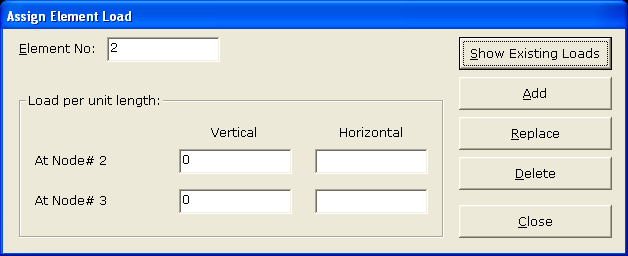 Assign Element Load
Element No: 2
Show Existing Loads
Add
Load per unit length:
Vertical Horizontal
Replace
At Node# 2 0
Delete
At Node# 3 0
Close